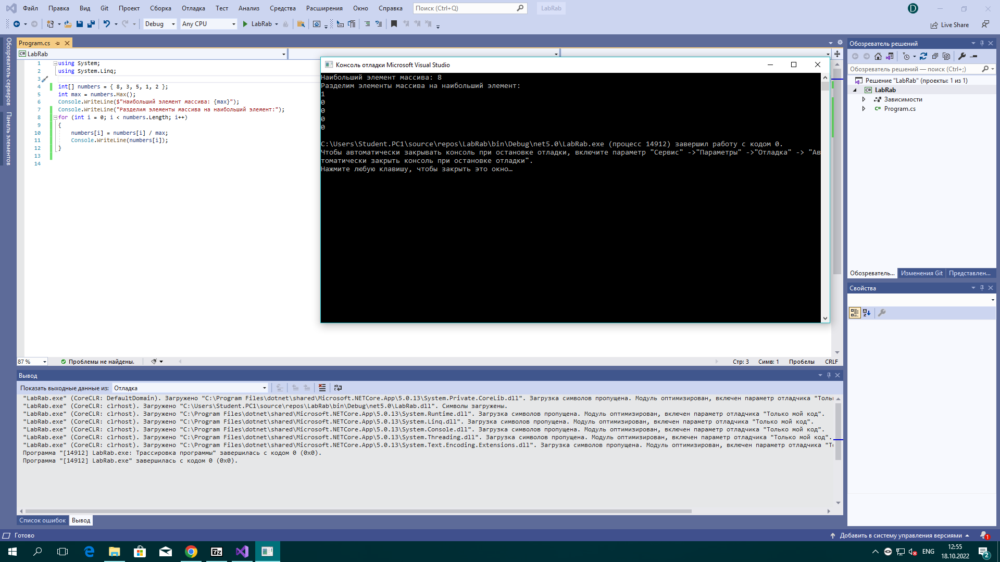 Файл Правка Вид Git Проект Сборка Отладка Тест Анализ Средства Расширения Окно Справка Поиск (Ctrl+Q) LabRab D
Debug Any CPU LabRab Live Share
Обозреватель серверов
Панель элементов
Program.cs
LabRab
1 using System;
2 using System.Linq;
3
4 int[] numbers = { 8, 3, 5, 1, 2 };
5 int max = numbers.Max();
6 Console.WriteLine($"Наибольший элемент массива: {max}");
7 Console.WriteLine("Разделим элементы массива на наибольший элемент:");
8 for (int i = 0; i < numbers.Length; i++)
9 {
10 numbers[i] = numbers[i] / max;
11 Console.WriteLine(numbers[i]);
12 }
13
14
Консоль отладки Microsoft Visual Studio
Наибольший элемент массива: 8
Разделим элементы массива на наибольший элемент:
1
0
0
0
0
C:\Users\Student.PC1\source\repos\LabRab\bin\Debug\net5.0\LabRab.exe (процесс 14912) завершил работу с кодом 0.
Чтобы автоматически закрывать консоль при остановке отладки, включите параметр "Сервис" ->"Параметры" ->"Отладка" -> "Ав
томатически закрыть консоль при остановке отладки".
Нажмите любую клавишу, чтобы закрыть это окно…
Обозреватель решений
Обозреватель решений — поиск (Ctrl+;)
Решение "LabRab" (проекты: 1 из 1)
C# LabRab
Зависимости
C# Program.cs
Обозреватель... Изменения Git Представлен...
Свойства
87 % Проблемы не найдены. Стр: 3 Симв: 1 Пробелы CRLF
Вывод
Показать выходные данные из: Отладка
"LabRab.exe" (CoreCLR: DefaultDomain). Загружено "C:\Program Files\dotnet\shared\Microsoft.NETCore.App\5.0.13\System.Private.CoreLib.dll". Загрузка символов пропущена. Модуль оптимизирован, включен параметр отладчика "Толь
"LabRab.exe" (CoreCLR: clrhost). Загружено "C:\Users\Student.PC1\source\repos\LabRab\bin\Debug\net5.0\LabRab.dll". Символы загружены.
"LabRab.exe" (CoreCLR: clrhost). Загружено "C:\Program Files\dotnet\shared\Microsoft.NETCore.App\5.0.13\System.Runtime.dll". Загрузка символов пропущена. Модуль оптимизирован, включен параметр отладчика "Только мой код".
"LabRab.exe" (CoreCLR: clrhost). Загружено "C:\Program Files\dotnet\shared\Microsoft.NETCore.App\5.0.13\System.Linq.dll". Загрузка символов пропущена. Модуль оптимизирован, включен параметр отладчика "Только мой код".
"LabRab.exe" (CoreCLR: clrhost). Загружено "C:\Program Files\dotnet\shared\Microsoft.NETCore.App\5.0.13\System.Console.dll". Загрузка символов пропущена. Модуль оптимизирован, включен параметр отладчика "Только мой код".
"LabRab.exe" (CoreCLR: clrhost). Загружено "C:\Program Files\dotnet\shared\Microsoft.NETCore.App\5.0.13\System.Threading.dll". Загрузка символов пропущена. Модуль оптимизирован, включен параметр отладчика "Только мой код".
"LabRab.exe" (CoreCLR: clrhost). Загружено "C:\Program Files\dotnet\shared\Microsoft.NETCore.App\5.0.13\System.Text.Encoding.Extensions.dll". Загрузка символов пропущена. Модуль оптимизирован, включен параметр отладчика "То
Программа "[14912] LabRab.exe: Трассировка программы" завершилась с кодом 0 (0x0).
Программа "[14912] LabRab.exe" завершилась с кодом 0 (0x0).
Список ошибок Вывод
Готово Добавить в систему управления версиями 1
7z ENG 12:55
18.10.2022 2